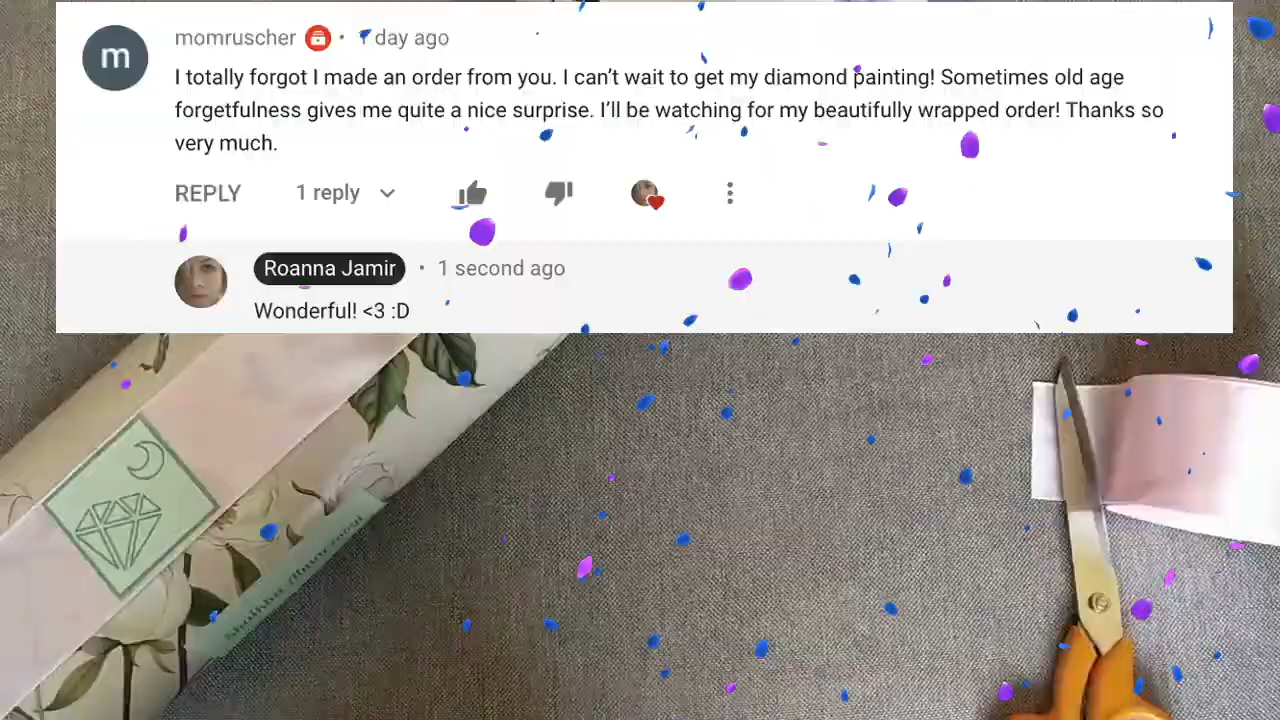 m
momruscher • 1 day ago
I totally forgot I made an order from you. I can’t wait to get my diamond painting! Sometimes old age
forgetfulness gives me quite a nice surprise. I’ll be watching for my beautifully wrapped order! Thanks so
very much.
REPLY 1 reply
Roanna Jamir • 1 second ago
Wonderful! <3 :D